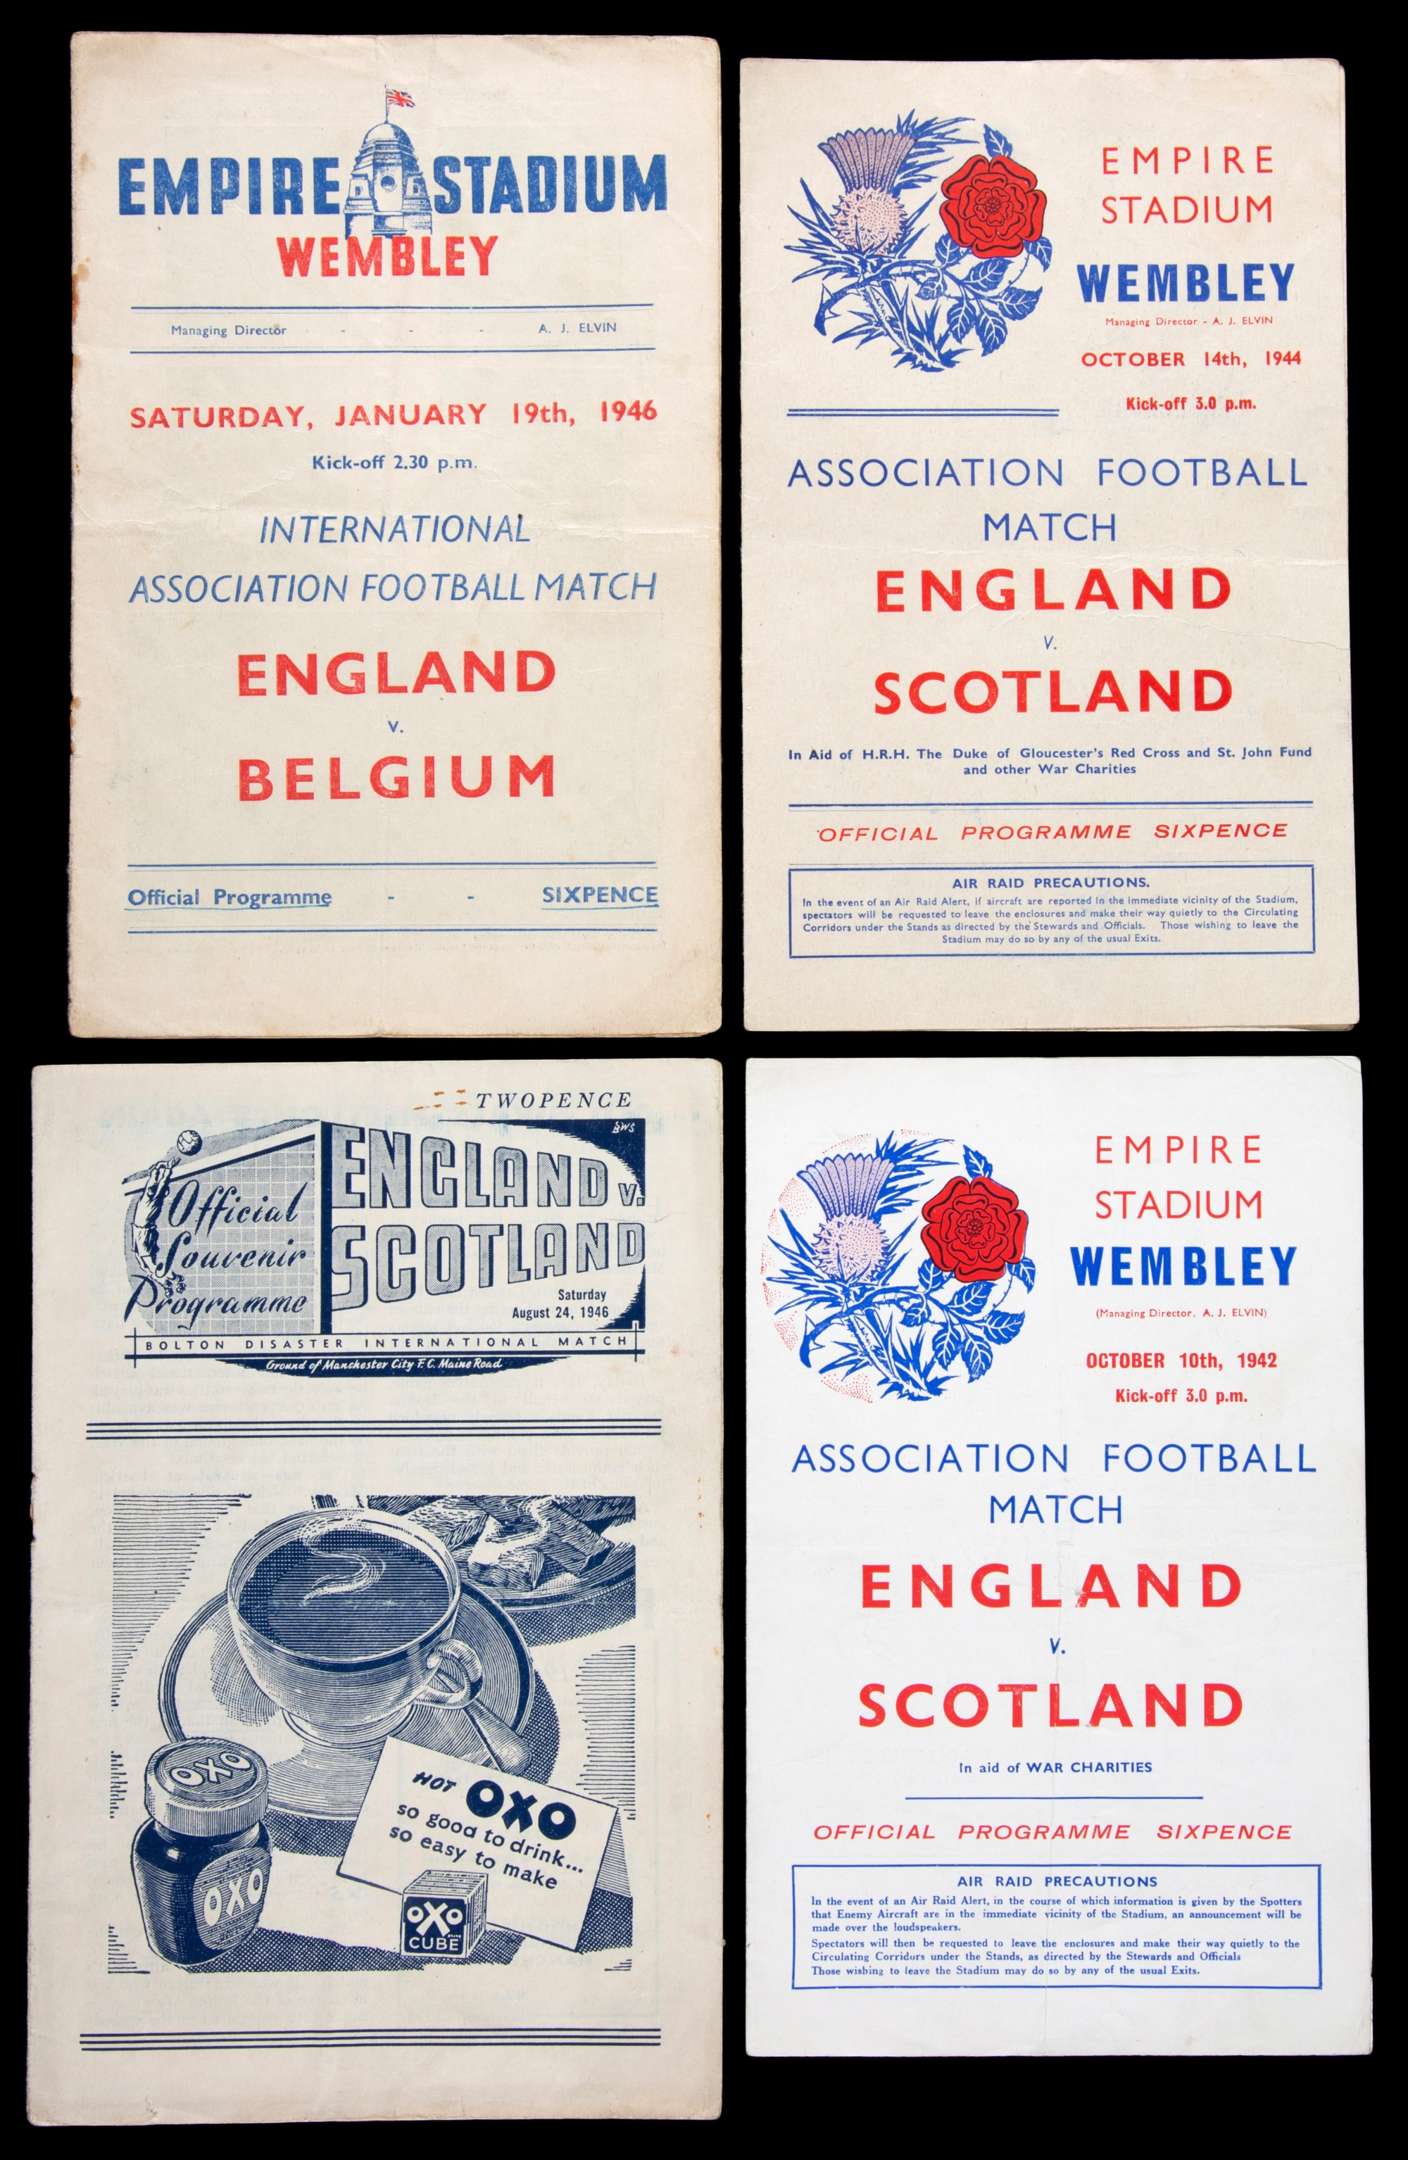 EMPIRE STADIUM
WEMBLEY
Managing Director - - - A. J. ELVIN
SATURDAY, JANUARY 19th, 1946
Kick-off 2.30 p.m.
INTERNATIONAL
ASSOCIATION FOOTBALL MATCH
ENGLAND
v.
BELGIUM
Official Programme - - SIXPENCE
EMPIRE
STADIUM
WEMBLEY
Managing Director - A. J. ELVIN
OCTOBER 14th, 1944
Kick-off 3.0 p.m.
ASSOCIATION FOOTBALL
MATCH
ENGLAND
v.
SCOTLAND
In Aid of H.R.H. The Duke of Gloucester's Red Cross and St. John Fund
and other War Charities
OFFICIAL PROGRAMME SIXPENCE
AIR RAID PRECAUTIONS.
In the event of an Air Raid Alert, if aircraft are reported in the immediate vicinity of the Stadium,
spectators will be requested to leave the enclosures and make their way quietly to the Circulating
Corridors under the Stands as directed by the Stewards and Officials. Those wishing to leave the
Stadium may do so by any of the usual Exits.
TWOPENCE
Official
Souvenir
Programme
ENGLAND v.
SCOTLAND
Saturday
August 24, 1946
BOLTON DISASTER INTERNATIONAL MATCH
Ground of Manchester City F.C. Maine Road
OXO
OXO
HOT OXO
so good to drink...
so easy to make
OXO
CUBE
EMPIRE
STADIUM
WEMBLEY
(Managing Director. A. J. ELVIN)
OCTOBER 10th, 1942
Kick-off 3.0 p.m.
ASSOCIATION FOOTBALL
MATCH
ENGLAND
v.
SCOTLAND
In aid of WAR CHARITIES
OFFICIAL PROGRAMME SIXPENCE
AIR RAID PRECAUTIONS
In the event of an Air Raid Alert, in the course of which information is given by the Spotters
that Enemy Aircraft are in the immediate vicinity of the Stadium, an announcement will be
made over the loudspeakers.
Spectators will then be requested to leave the enclosures and make their way quietly to the
Circulating Corridors under the Stands, as directed by the Stewards and Officials
Those wishing to leave the Stadium may do so by any of the usual Exits.